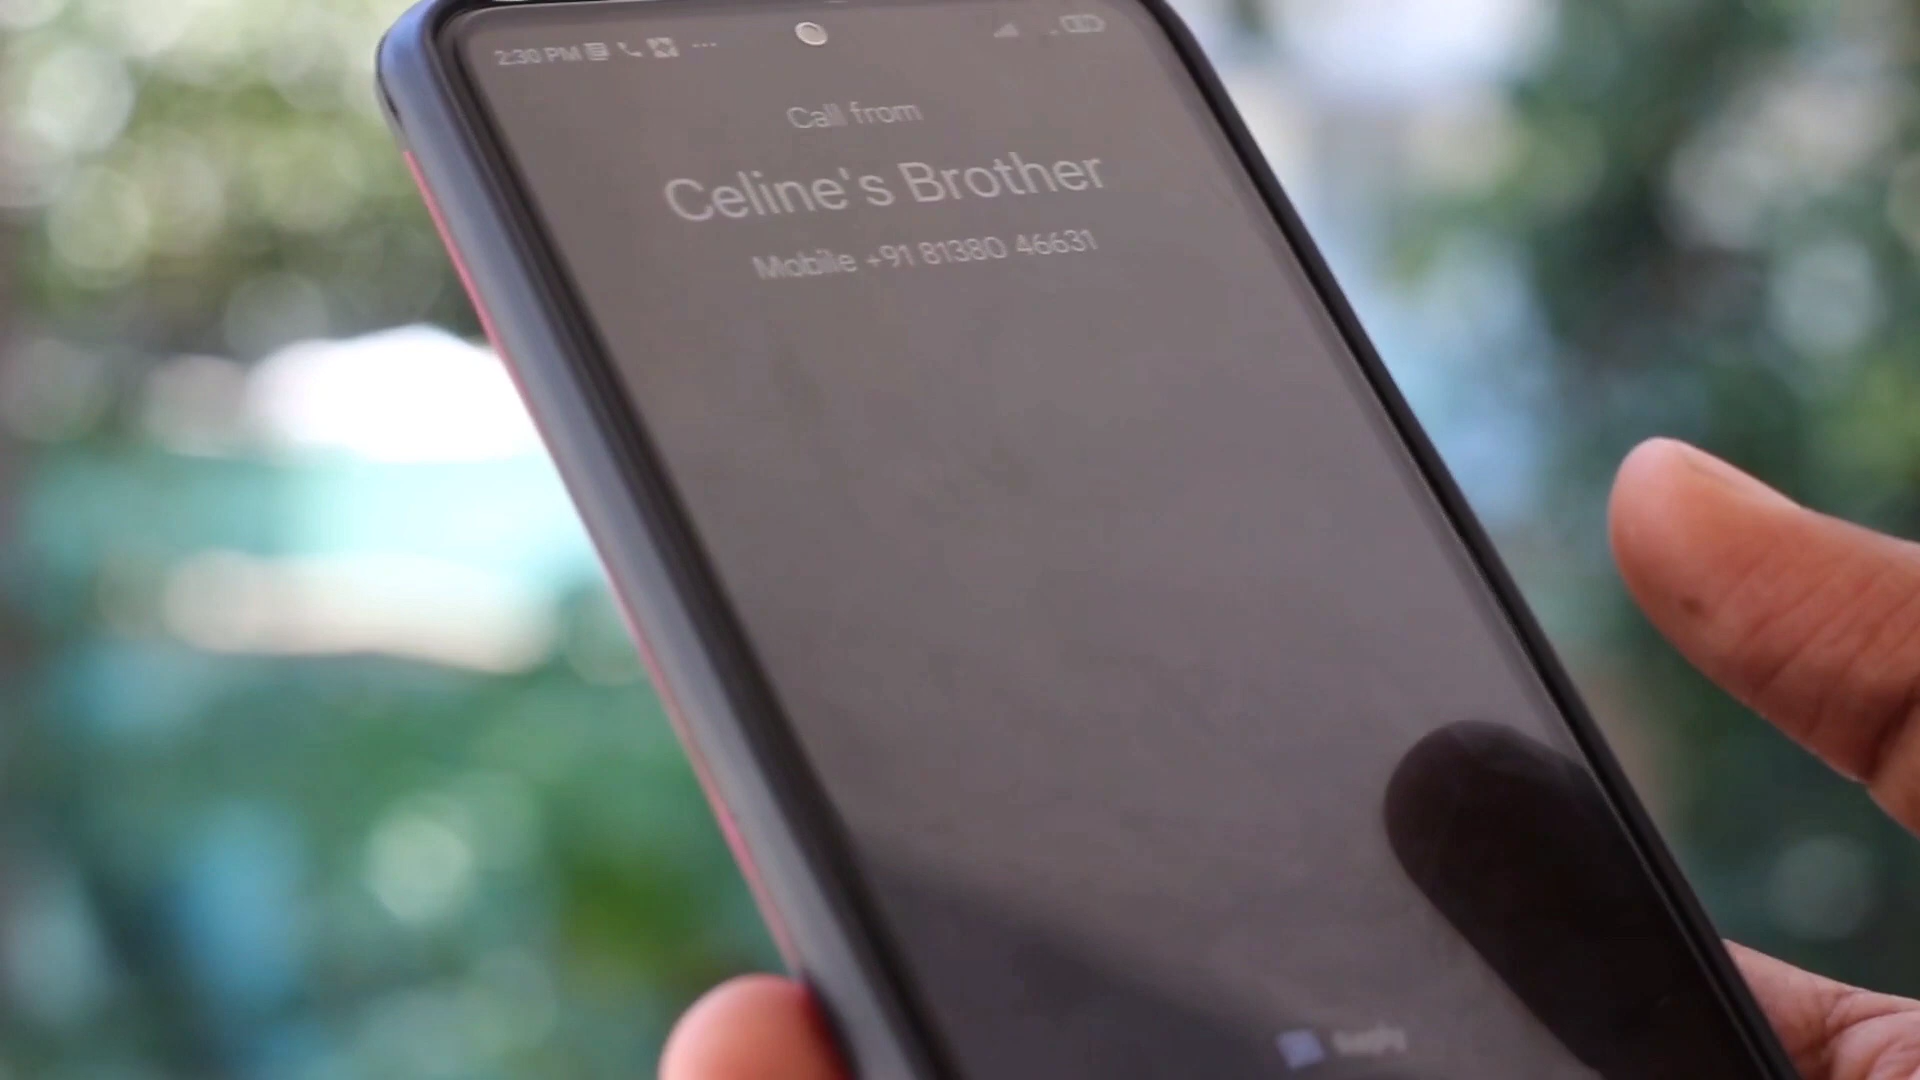 2:30 PM
Call from
Celine's Brother
Mobile +91 81380 46631